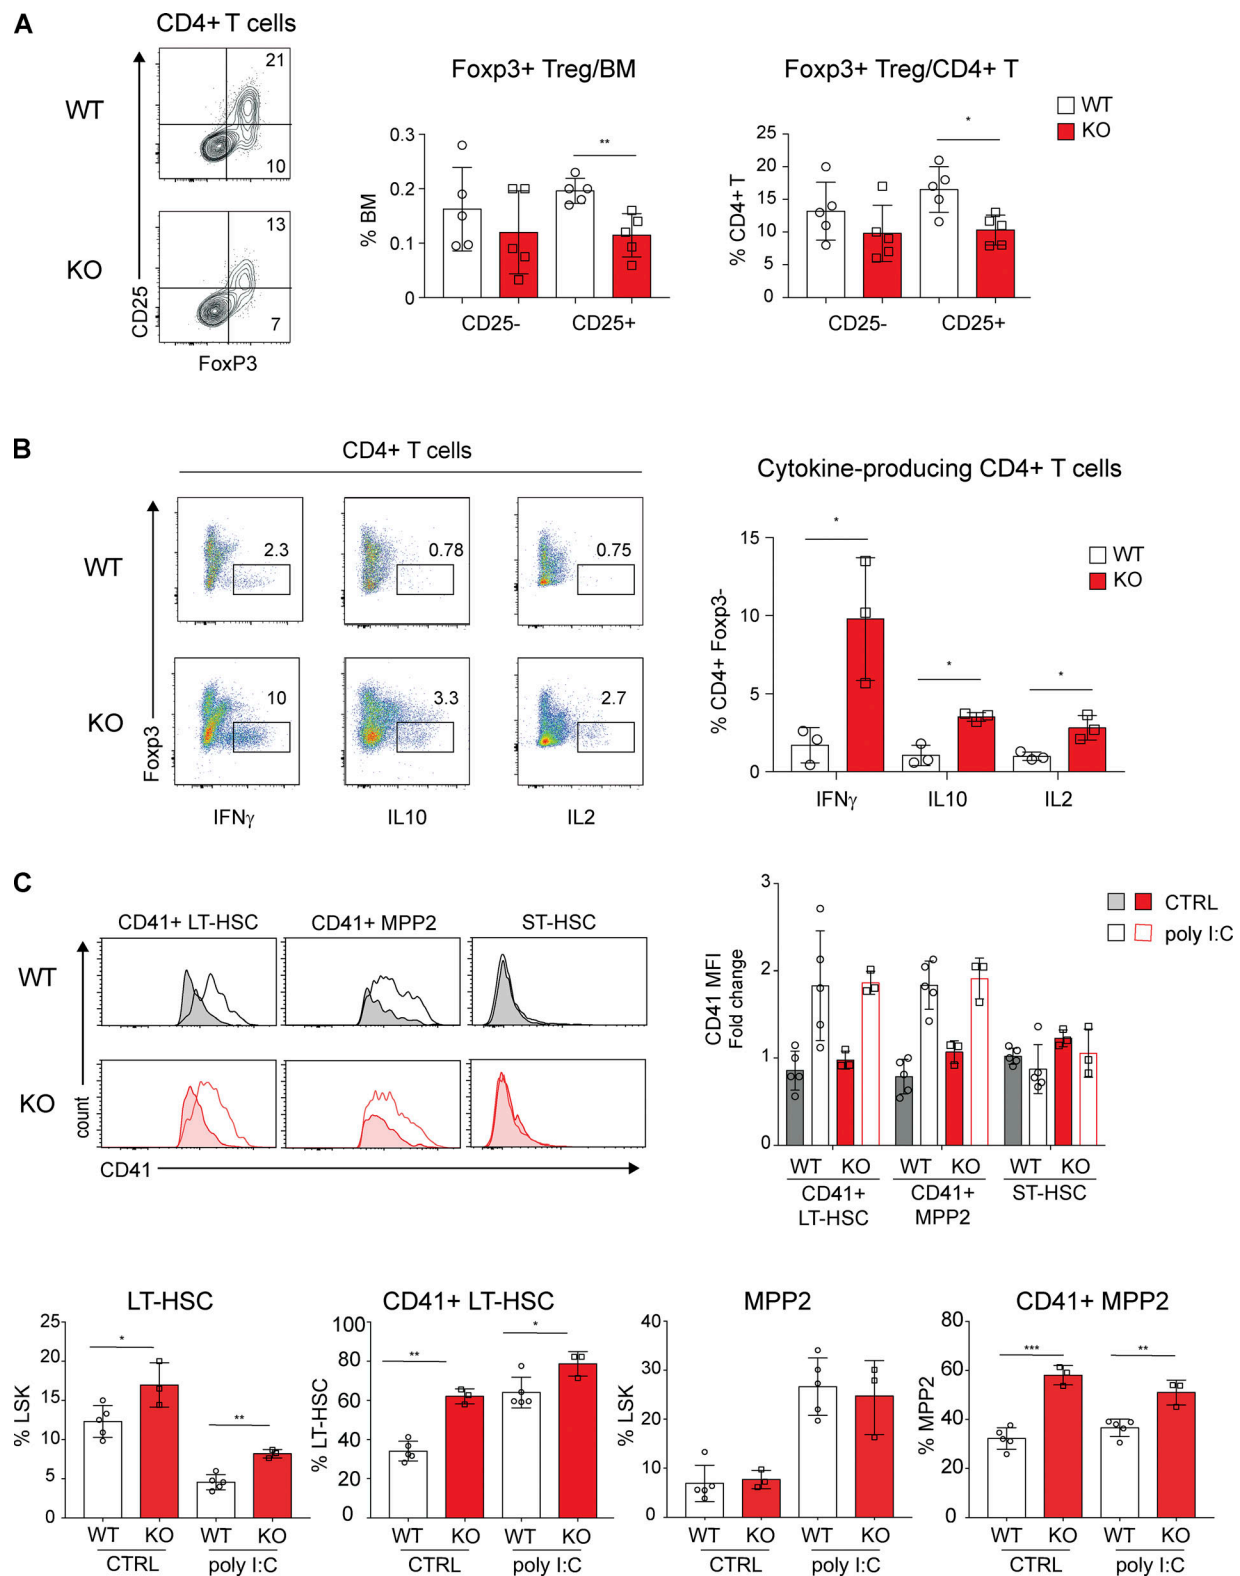 A
CD4+ T cells
WT
21
10
KO
13
7
CD25
FoxP3
Foxp3+ Treg/BM
% BM
0.3
0.2
0.1
0
**
CD25-
CD25+
Foxp3+ Treg/CD4+ T
% CD4+ T
25
20
15
10
5
0
*
CD25-
CD25+
WT
KO
B
CD4+ T cells
WT
2.3
0.78
0.75
KO
10
3.3
2.7
Foxp3
IFNγ
IL10
IL2
Cytokine-producing CD4+ T cells
% CD4+ Foxp3-
15
10
5
0
*
*
*
IFNγ
IL10
IL2
WT
KO
C
CD41+ LT-HSC
CD41+ MPP2
ST-HSC
WT
KO
count
CD41
CD41 MFI
Fold change
3
2
1
0
WT KO WT KO WT KO
CD41+
LT-HSC
CD41+
MPP2
ST-HSC
CTRL
poly I:C
LT-HSC
% LSK
25
20
15
10
5
0
*
**
WT KO WT KO
CTRL poly I:C
CD41+ LT-HSC
% LT-HSC
100
80
60
40
20
0
**
*
WT KO WT KO
CTRL poly I:C
MPP2
% LSK
40
30
20
10
0
WT KO WT KO
CTRL poly I:C
CD41+ MPP2
% MPP2
80
60
40
20
0
***
**
WT KO WT KO
CTRL poly I:C